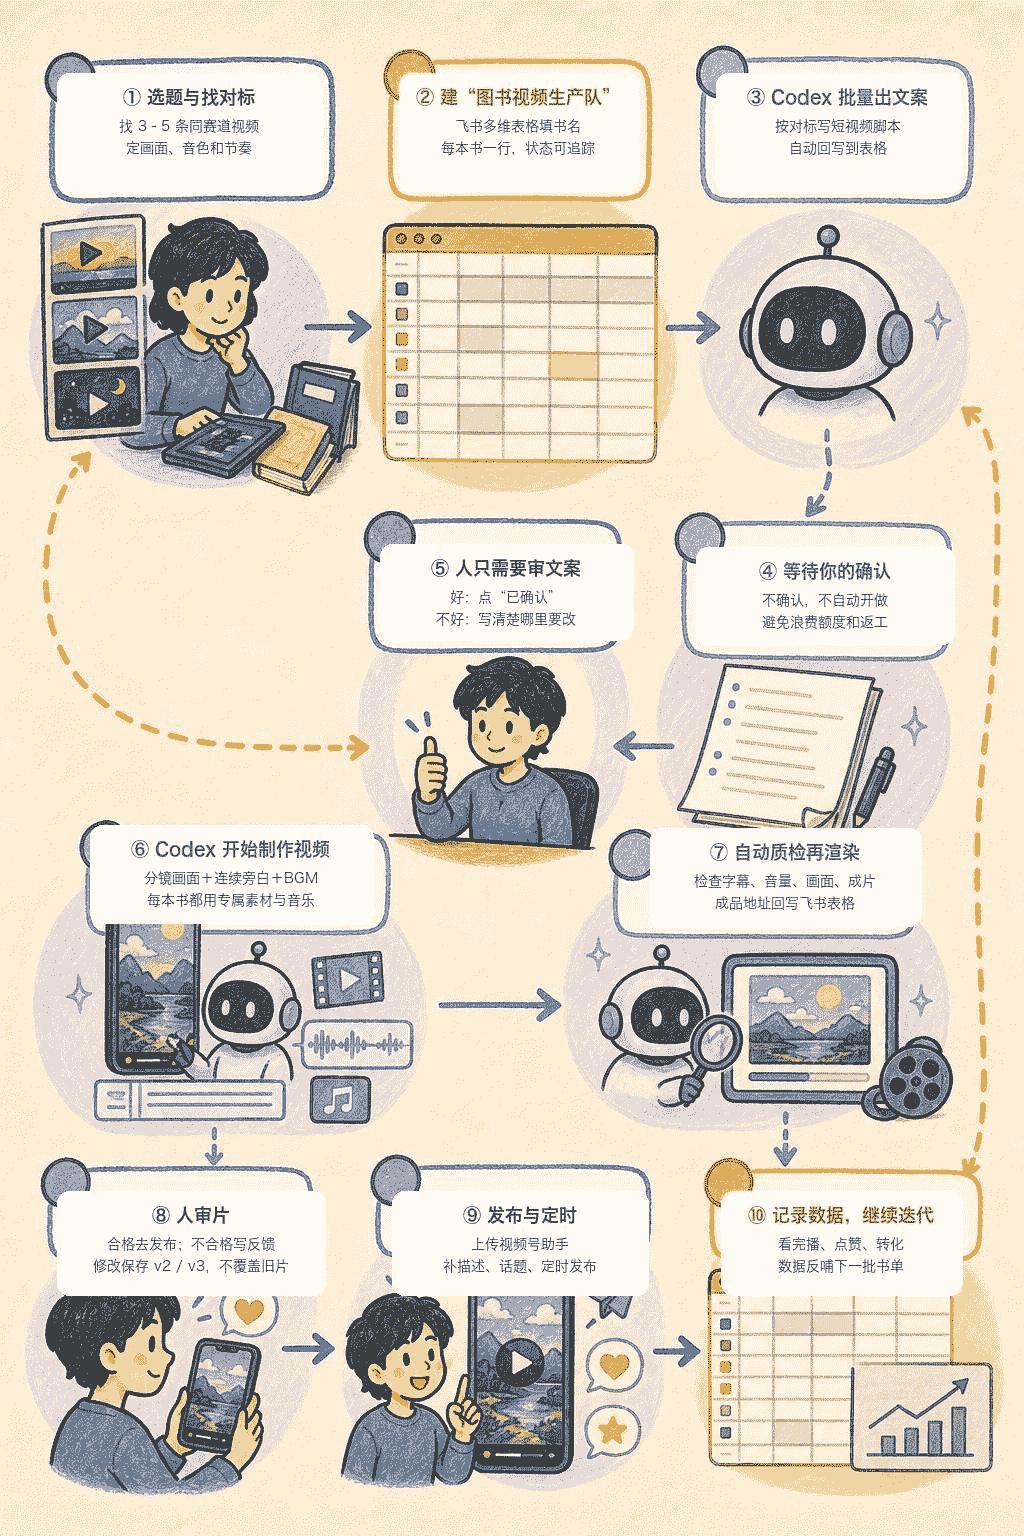 ① 选题与找对标
找 3 - 5 条同赛道视频
定画面、音色和节奏
② 建“图书视频生产队”
飞书多维表格填书名
每本书一行，状态可追踪
③ Codex 批量出文案
按对标写短视频脚本
自动回写到表格
④ 等待你的确认
不确认，不自动开做
避免浪费额度和返工
⑤ 人只需要审文案
好：点“已确认”
不好：写清楚哪里要改
⑥ Codex 开始制作视频
分镜画面＋连续旁白＋BGM
每本书都用专属素材与音乐
⑦ 自动质检再渲染
检查字幕、音量、画面、成片
成品地址回写飞书表格
⑧ 人审片
合格去发布；不合格写反馈
修改保存 v2 / v3，不覆盖旧片
⑨ 发布与定时
上传视频号助手
补描述、话题、定时发布
⑩ 记录数据，继续迭代
看完播、点赞、转化
数据反哺下一批书单